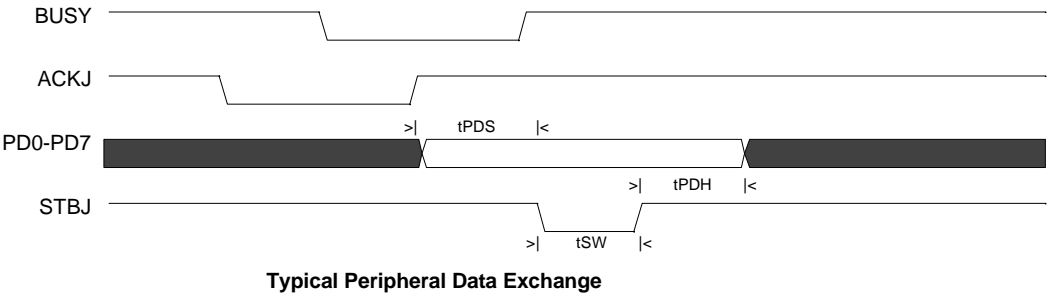 BUSY
ACKJ
>| tPDS |<
PD0-PD7
>| tPDH |<
STBJ
>| tSW |<
Typical Peripheral Data Exchange